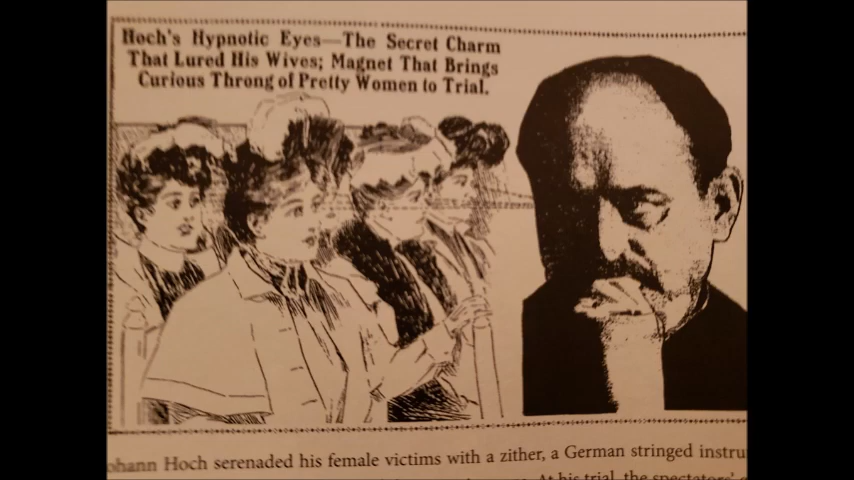 Hoch's Hypnotic Eyes—The Secret Charm
That Lured His Wives; Magnet That Brings
Curious Throng of Pretty Women to Trial.
ohann Hoch serenaded his female victims with a zither, a German stringed instru
At his trial, the spectators'